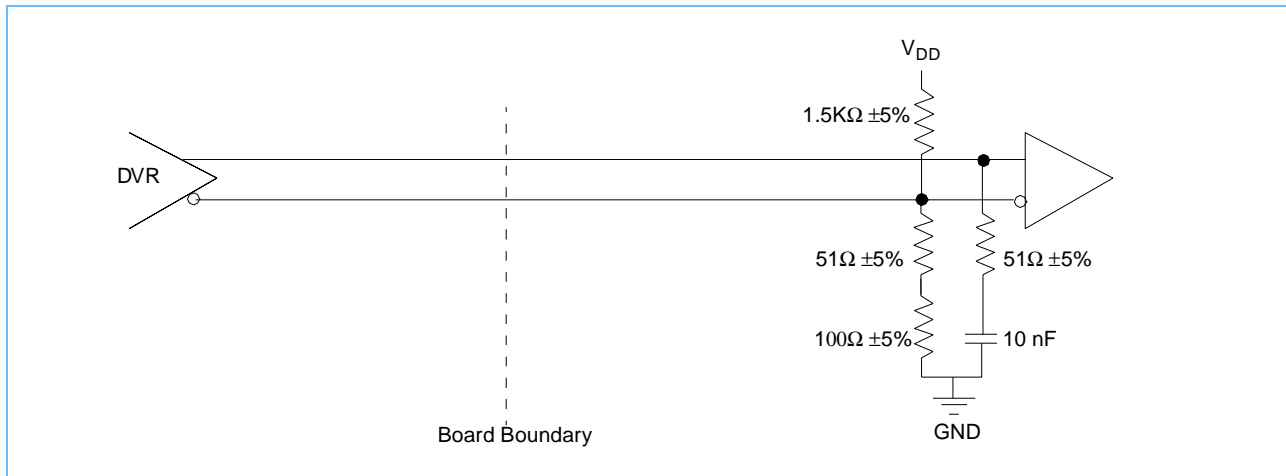 V_DD
1.5KΩ ±5%
DVR
51Ω ±5%
51Ω ±5%
100Ω ±5%
10 nF
Board Boundary
GND